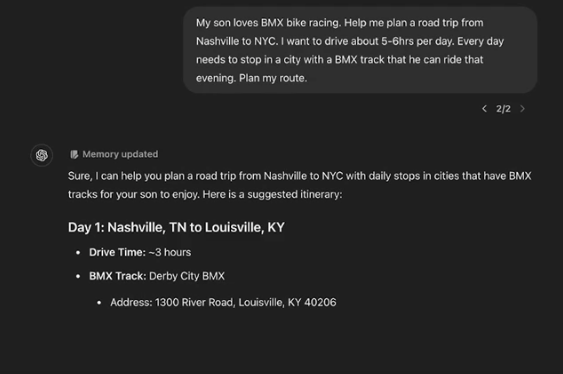 My son loves BMX bike racing. Help me plan a road trip from
Nashville to NYC. I want to drive about 5-6hrs per day. Every day
needs to stop in a city with a BMX track that he can ride that
evening. Plan my route.
< 2/2 >
Memory updated
Sure, I can help you plan a road trip from Nashville to NYC with daily stops in cities that have BMX
tracks for your son to enjoy. Here is a suggested itinerary:
Day 1: Nashville, TN to Louisville, KY
• Drive Time: ~3 hours
• BMX Track: Derby City BMX
• Address: 1300 River Road, Louisville, KY 40206